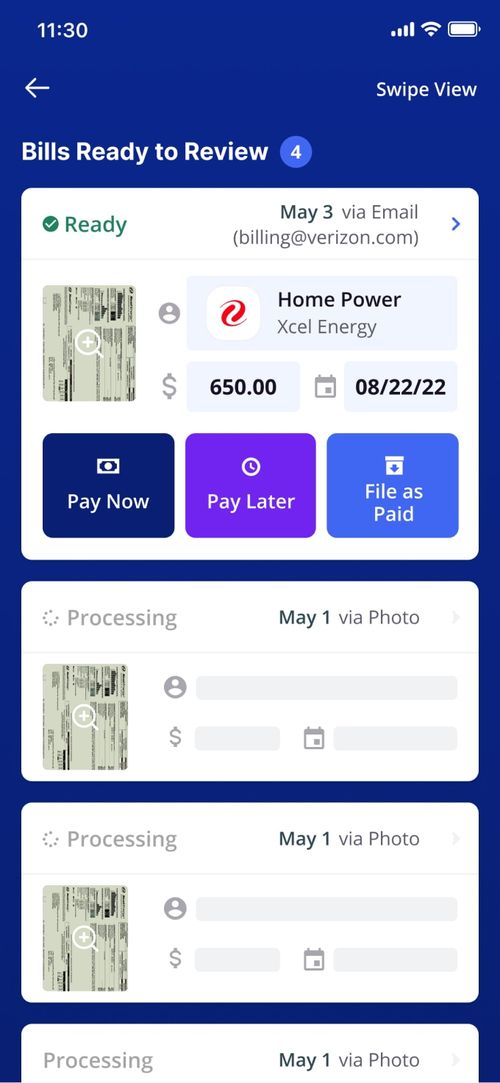 11:30
Swipe View
Bills Ready to Review 4
Ready
May 3 via Email
(billing@verizon.com)
Home Power
Xcel Energy
$ 650.00 08/22/22
Pay Now
Pay Later
File as
Paid
Processing May 1 via Photo
$
Processing May 1 via Photo
$
Processing May 1 via Photo